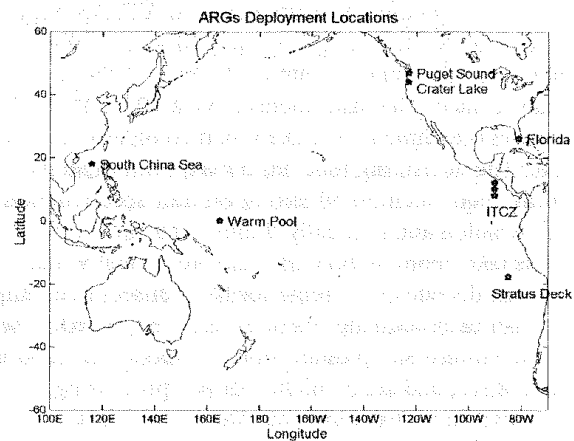 ARGs Deployment Locations
60
40
20
0
-20
-40
-60
Latitude
Puget Sound
Crater Lake
Florida
South China Sea
ITCZ
Warm Pool
Stratus Deck
100E 120E 140E 160E 180W 160W 140W 120W 100W 80W
Longitude